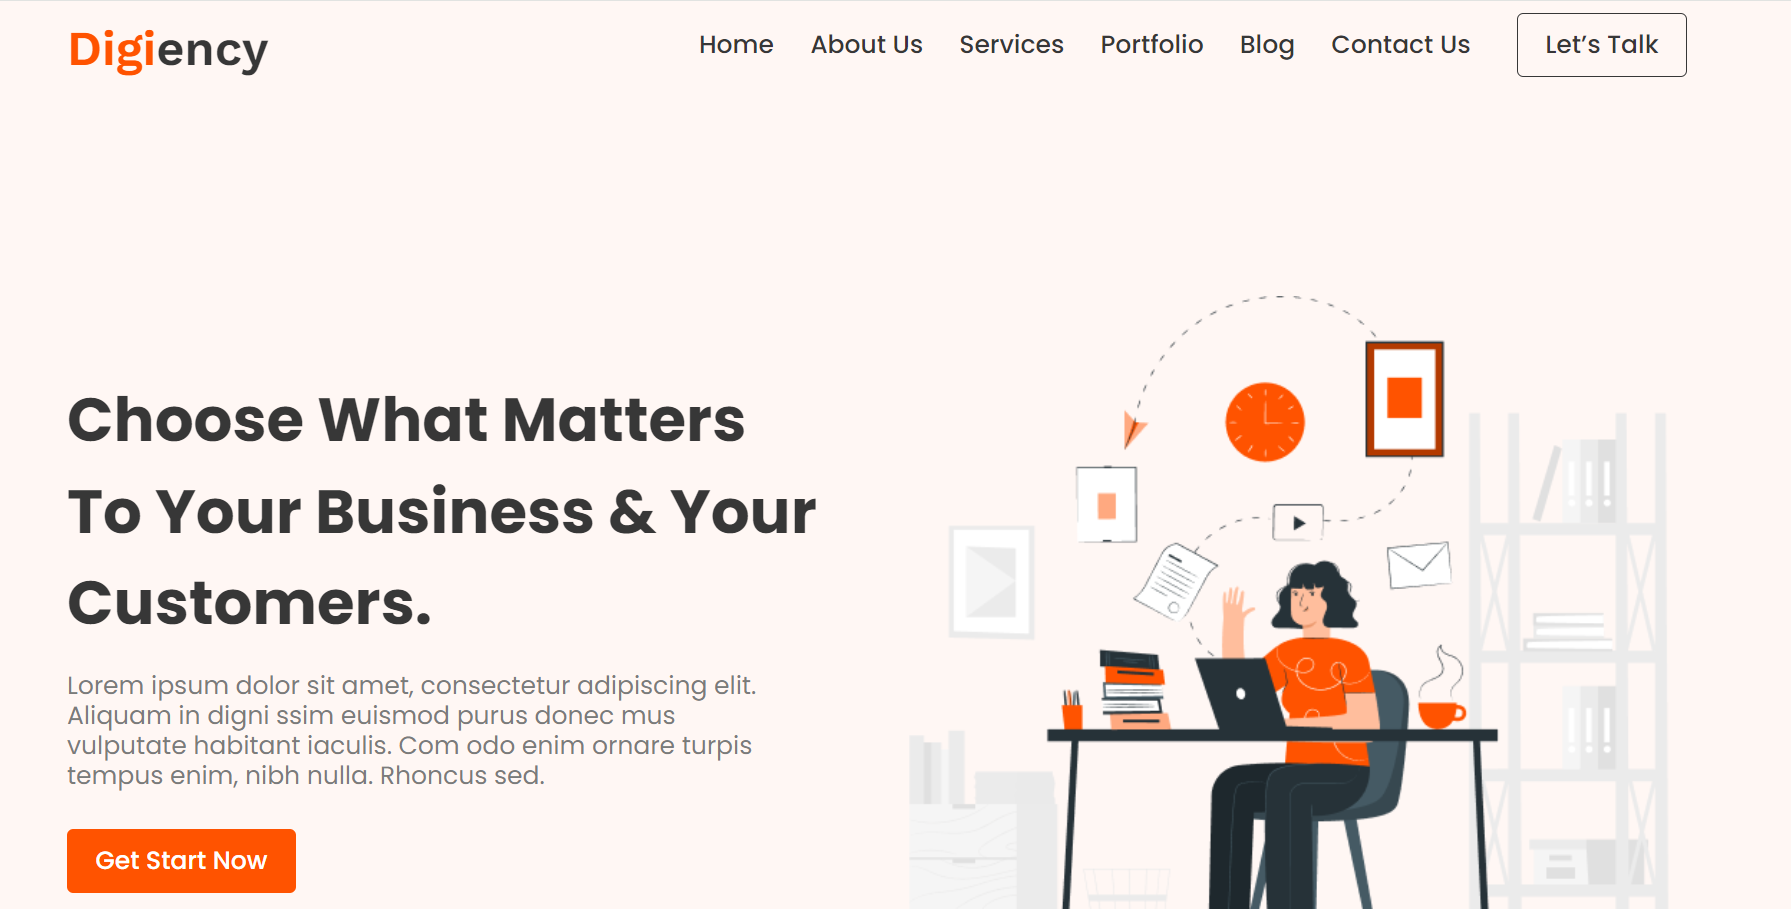 Digiency
Home About Us Services Portfolio Blog Contact Us Let’s Talk
Choose What Matters
To Your Business & Your
Customers.
Lorem ipsum dolor sit amet, consectetur adipiscing elit.
Aliquam in digni ssim euismod purus donec mus
vulputate habitant iaculis. Com odo enim ornare turpis
tempus enim, nibh nulla. Rhoncus sed.
Get Start Now